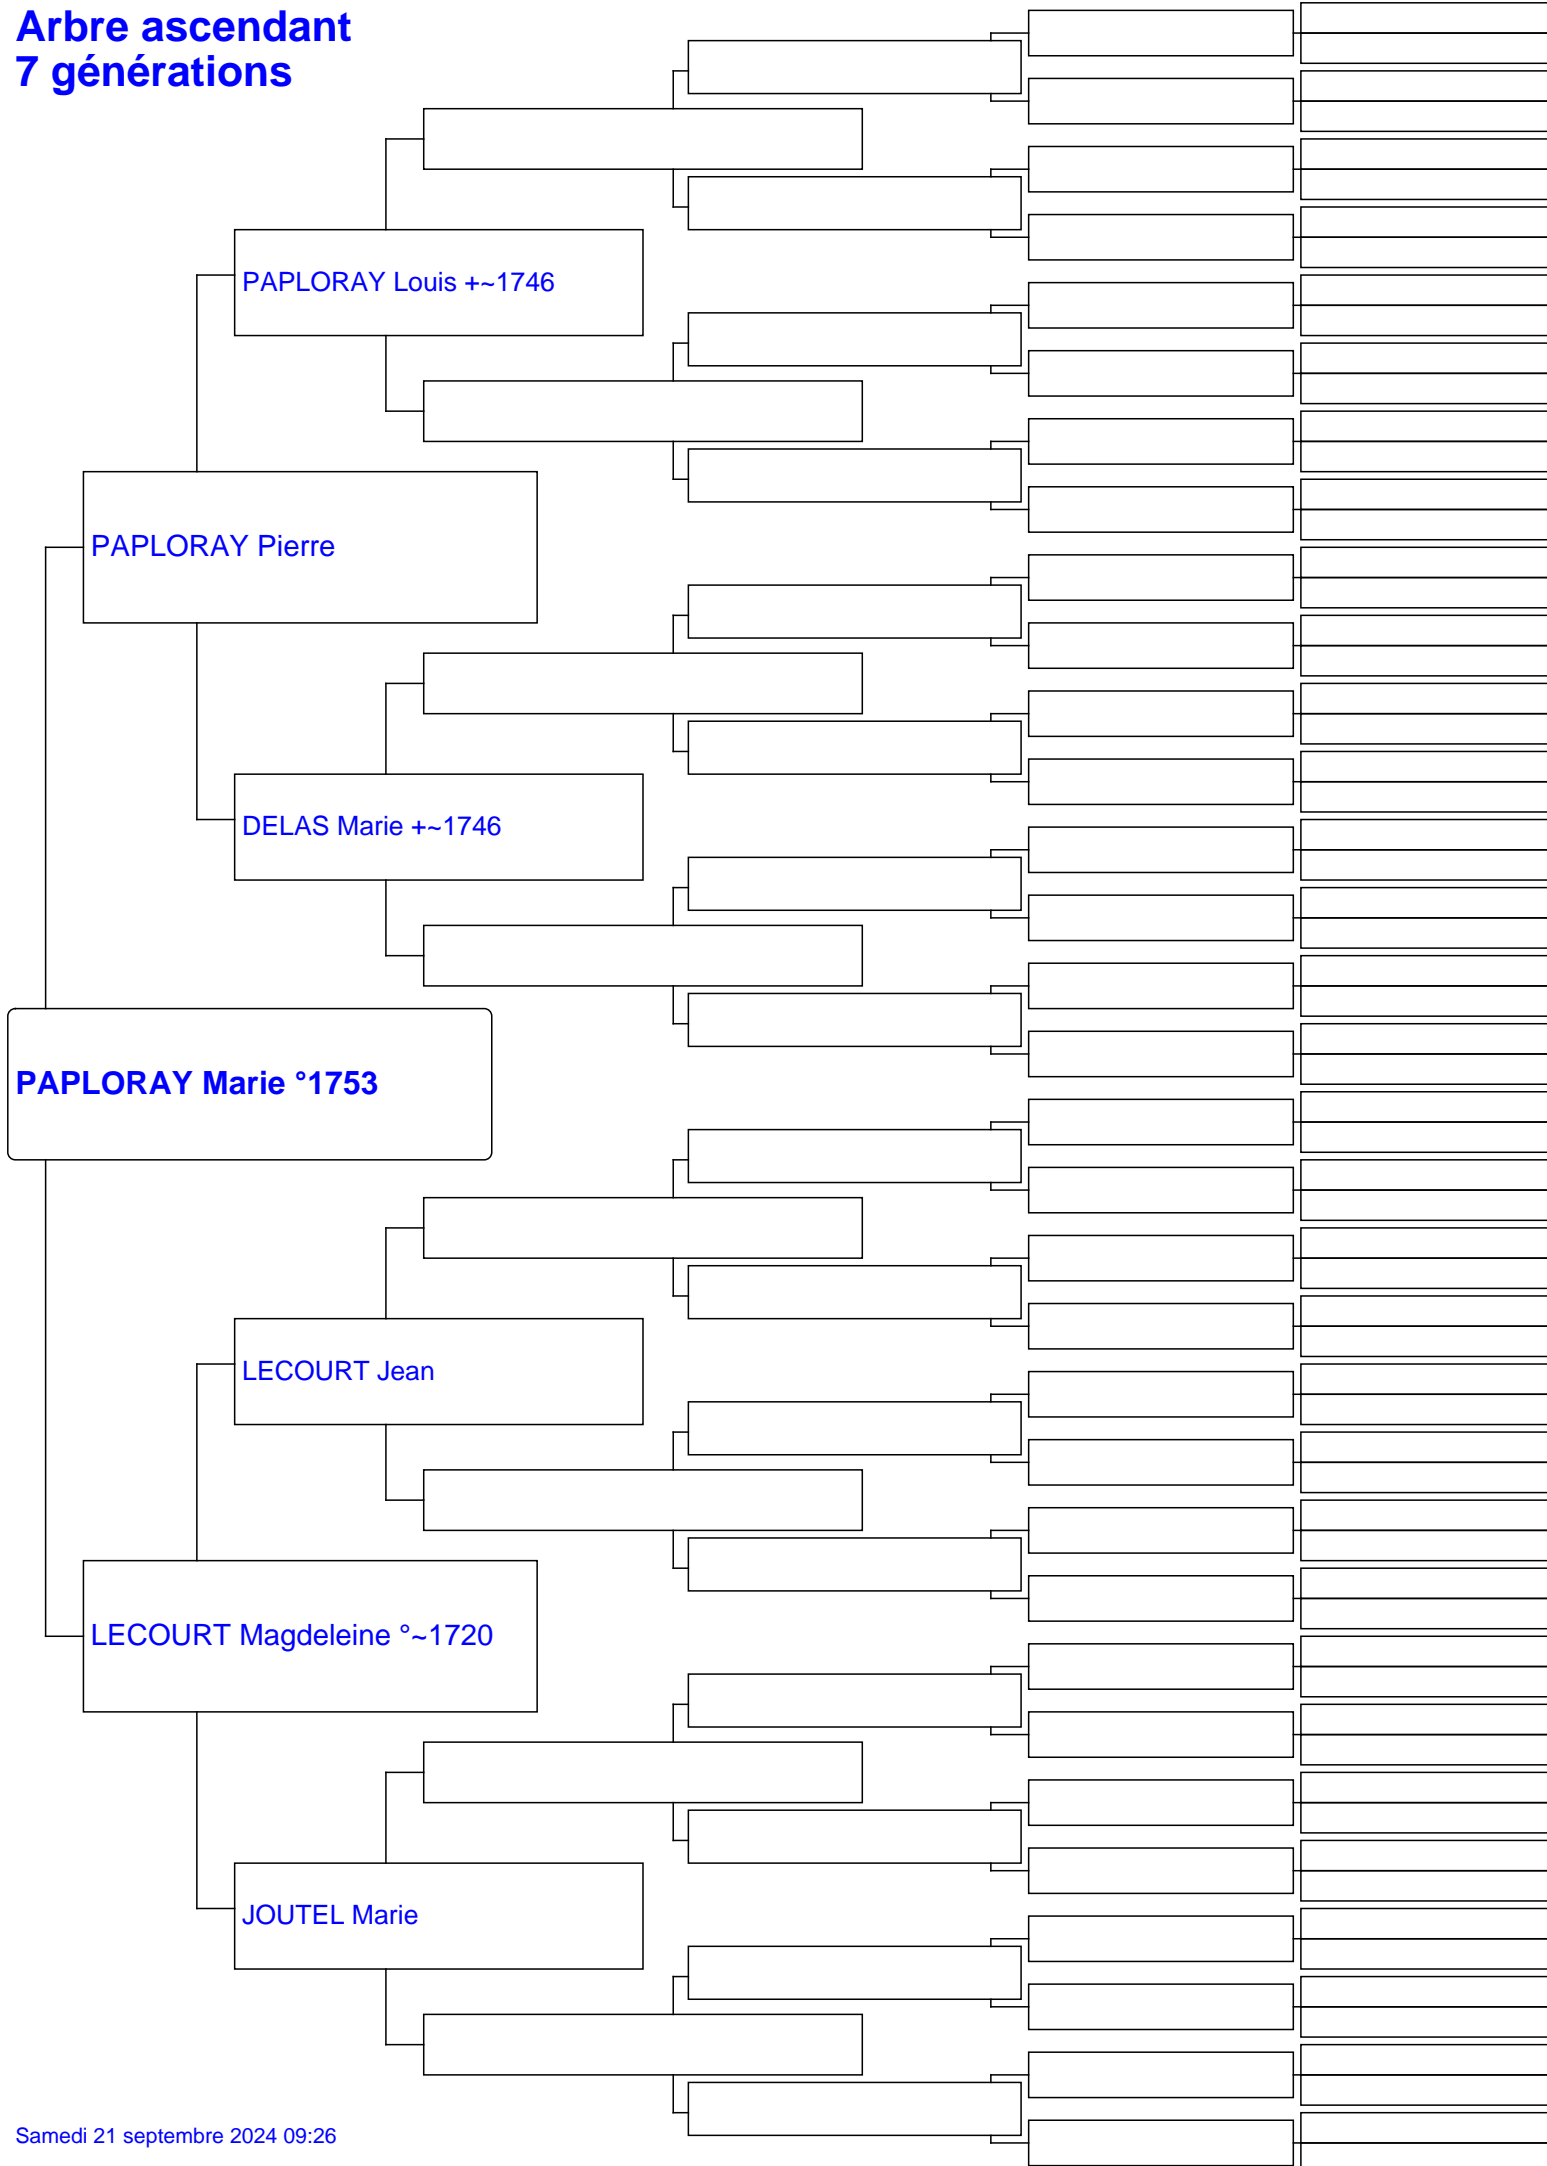 Arbre ascendant
7 générations
PAPLORAY Louis +~1746
PAPLORAY Pierre
DELAS Marie +~1746
PAPLORAY Marie °1753
LECOURT Jean
LECOURT Magdeleine °~1720
JOUTEL Marie
Samedi 21 septembre 2024 09:26